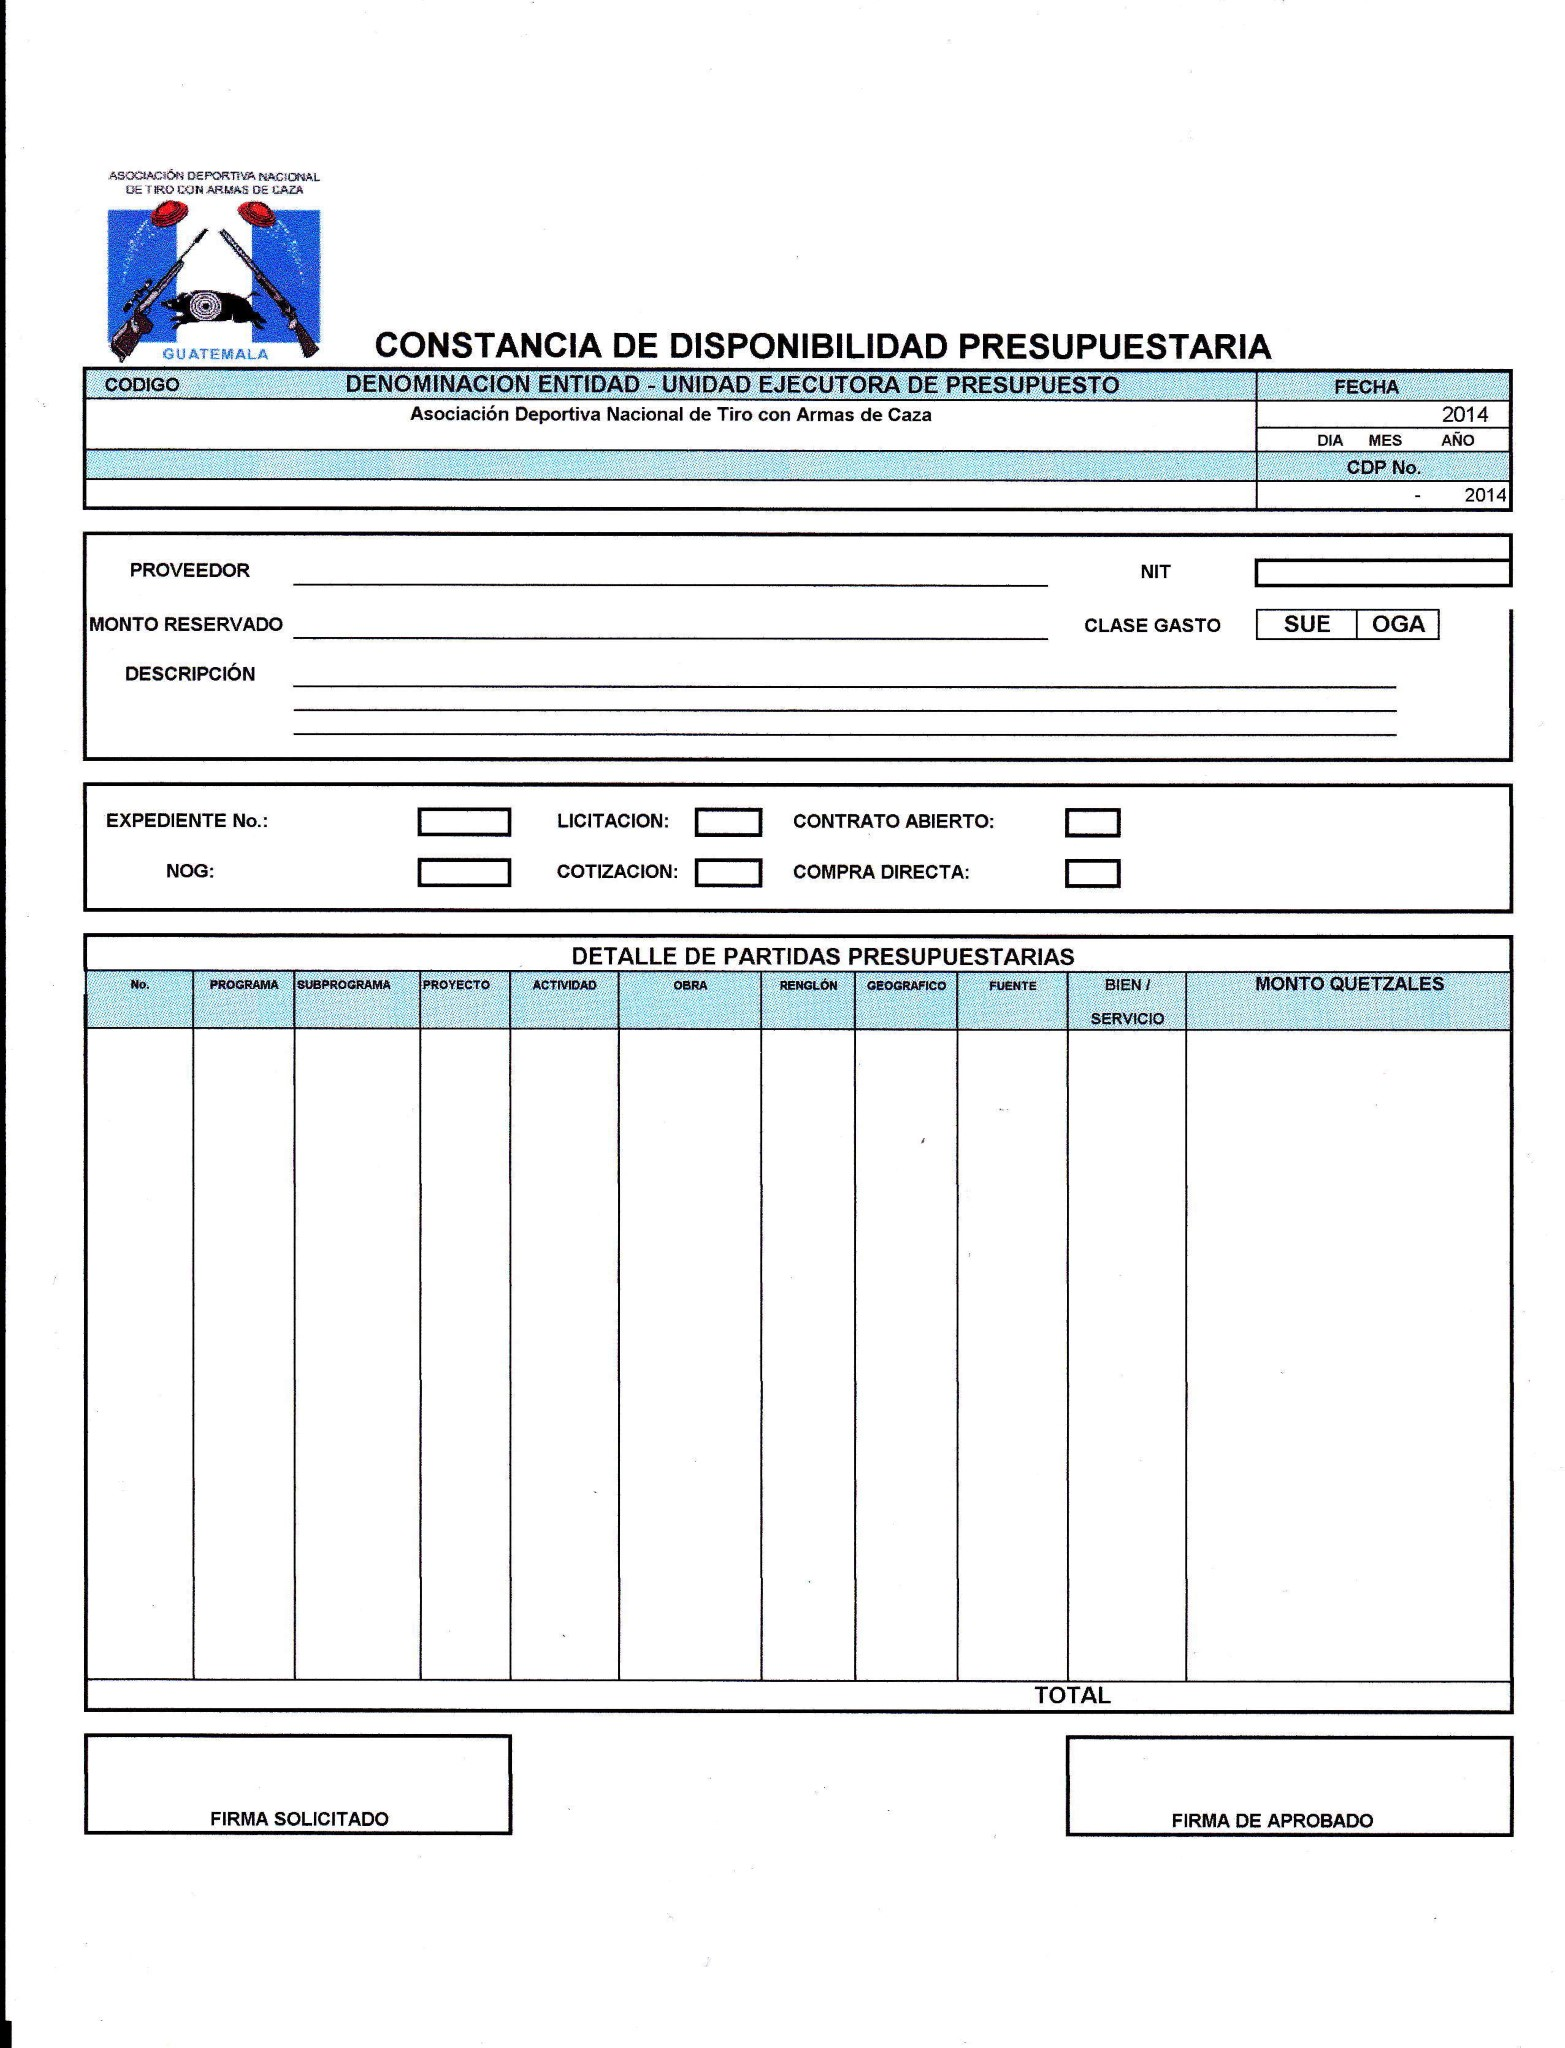 ASOCIACIÓN DEPORTIVA NACIONAL
DE TIRO CON ARMAS DE CAZA
GUATEMALA
CONSTANCIA DE DISPONIBILIDAD PRESUPUESTARIA
CODIGO DENOMINACION ENTIDAD - UNIDAD EJECUTORA DE PRESUPUESTO FECHA
Asociación Deportiva Nacional de Tiro con Armas de Caza 2014
DIA MES AÑO
CDP No.
- 2014
PROVEEDOR NIT
MONTO RESERVADO CLASE GASTO SUE OGA
DESCRIPCIÓN
EXPEDIENTE No.: LICITACION: CONTRATO ABIERTO:
NOG: COTIZACION: COMPRA DIRECTA:
DETALLE DE PARTIDAS PRESUPUESTARIAS
No. PROGRAMA SUBPROGRAMA PROYECTO ACTIVIDAD OBRA RENGLÓN GEOGRAFICO FUENTE BIEN / MONTO QUETZALES
SERVICIO
TOTAL
FIRMA SOLICITADO FIRMA DE APROBADO